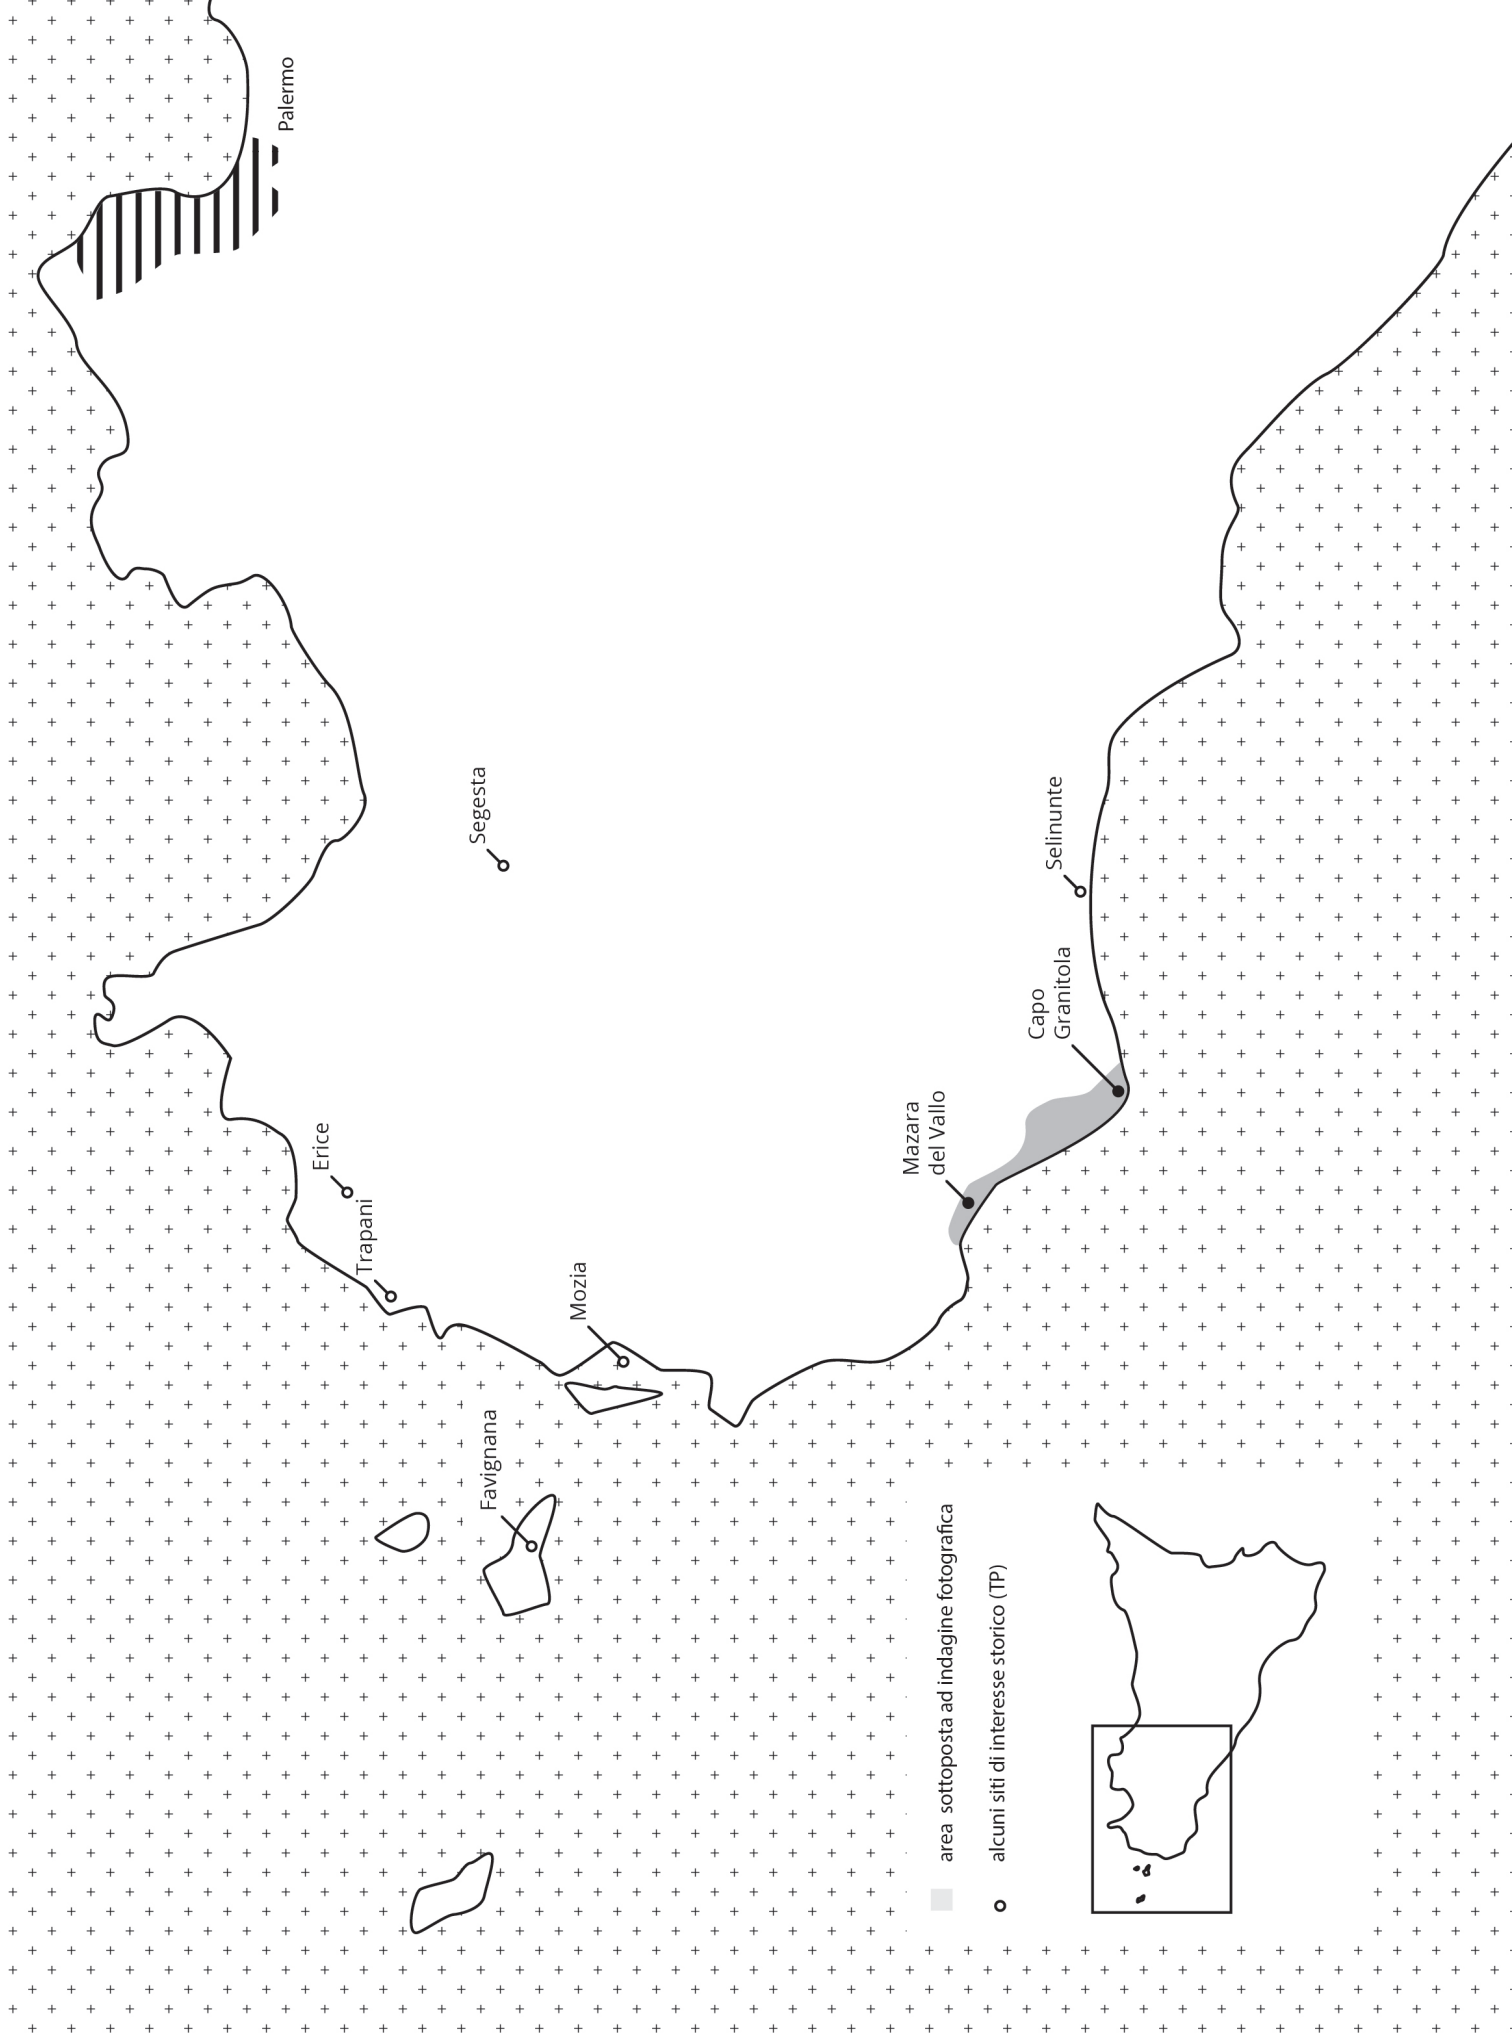 Palermo
Segesta
Erice
Trapani
Mozia
Favignana
Selinunte
Capo
Granitola
Mazara
del Vallo
area sottoposta ad indagine fotografica
alcuni siti di interesse storico (TP)